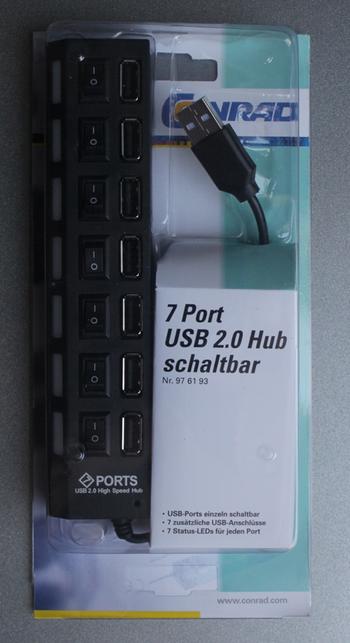 CONRAD
7 Port
USB 2.0 Hub
schaltbar
Nr. 97 61 93
PORTS
USB 2.0 High Speed Hub
• USB-Ports einzeln schaltbar
• 7 zusätzliche USB-Anschlüsse
• 7 Status-LEDs für jeden Port
www.conrad.com